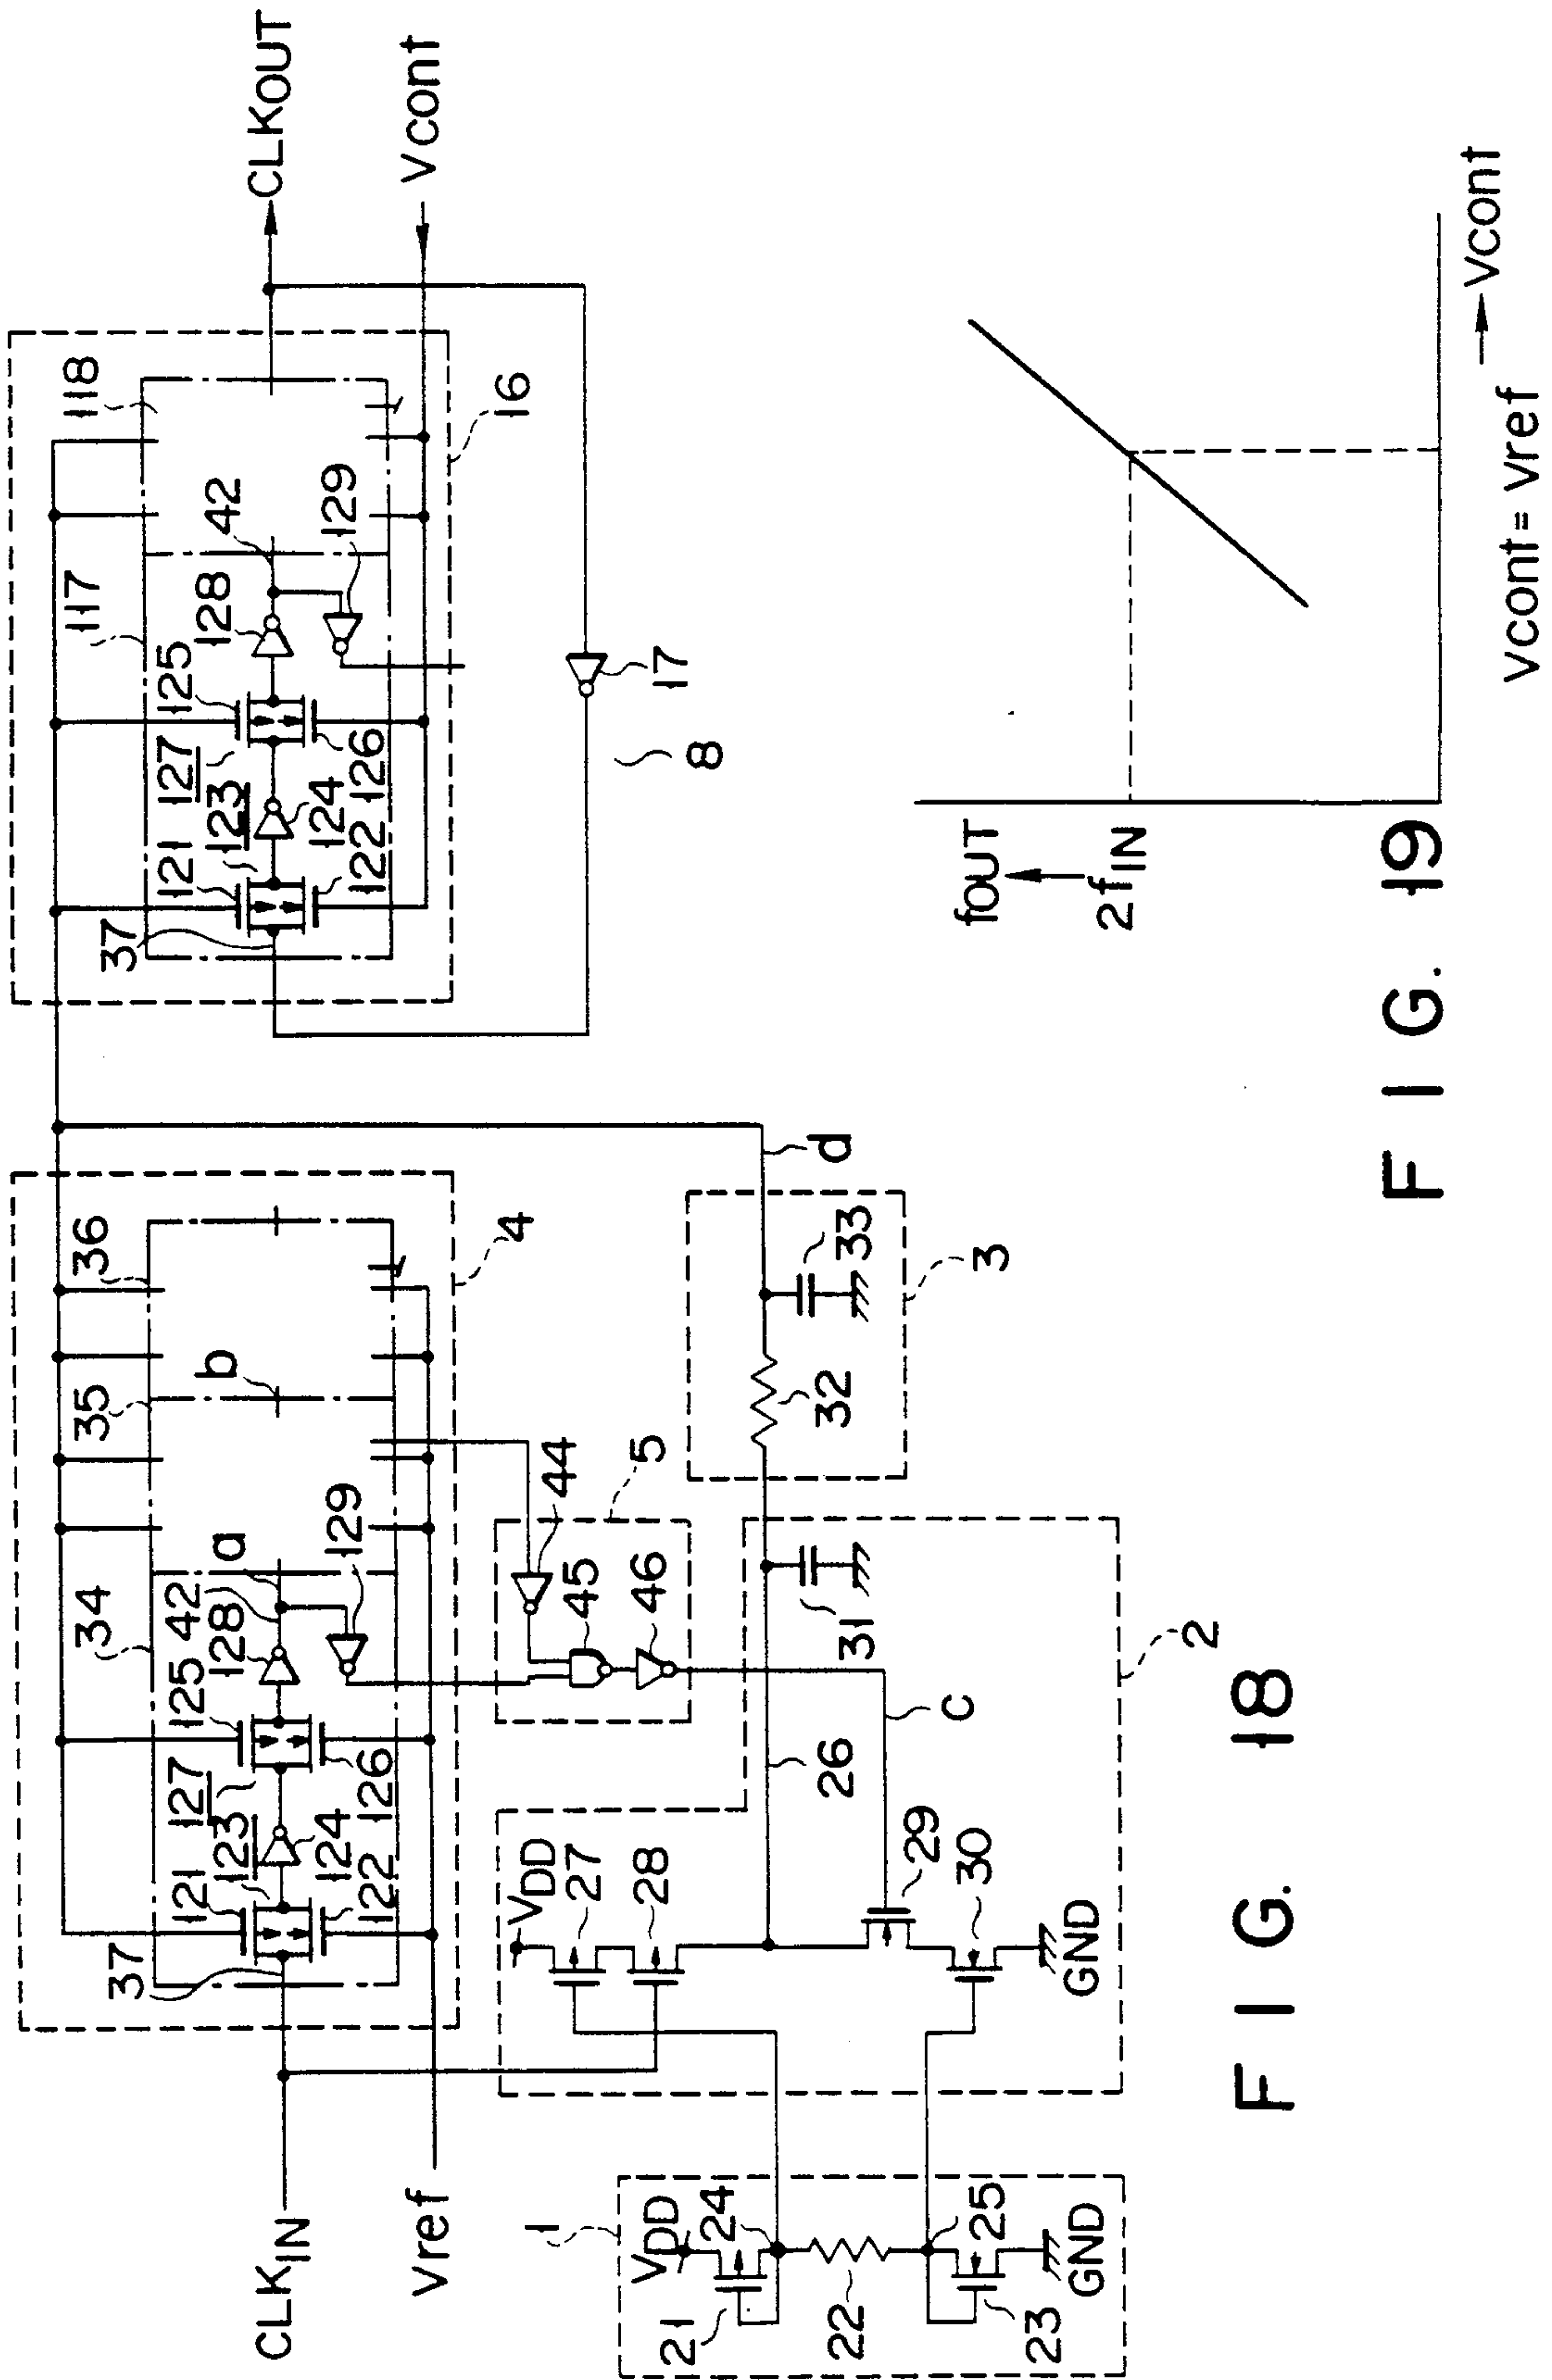 CLKIN
Vref
37
121
123
122
124
127
125
126
128
42
34
a
129
35
b
36
4
1
VDD
24
21
22
25
23
GND
VDD
27
28
29
30
GND
26
c
31
2
44
45
46
5
32
33
3
d
37
121
123
122
124
127
125
126
128
42
117
129
118
16
17
8
CLKOUT
Vcont
FIG. 18
fOUT
2fIN
Vcont = Vref
Vcont
FIG. 19